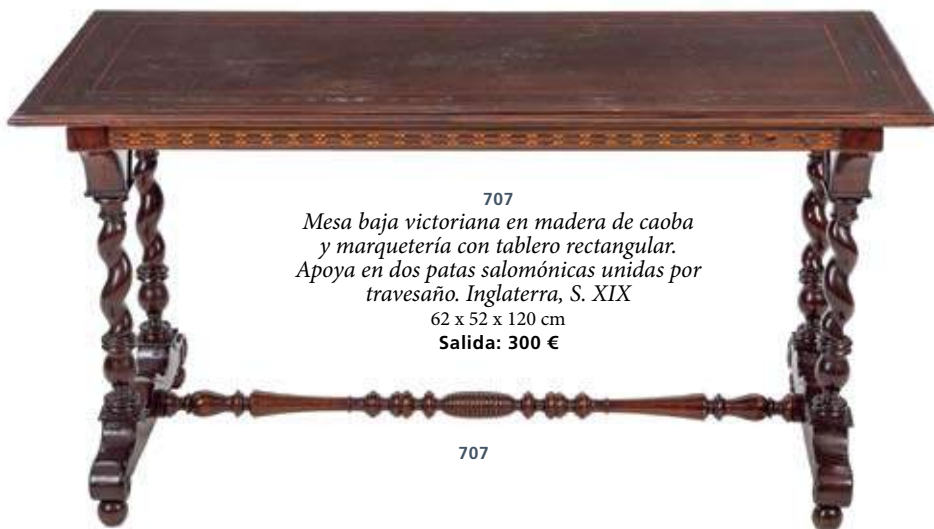 707
Mesa baja victoriana en madera de caoba
y marquetería con tablero rectangular.
Apoya en dos patas salomónicas unidas por
travesaño. Inglaterra, S. XIX
62 x 52 x 120 cm
Salida: 300 €
707